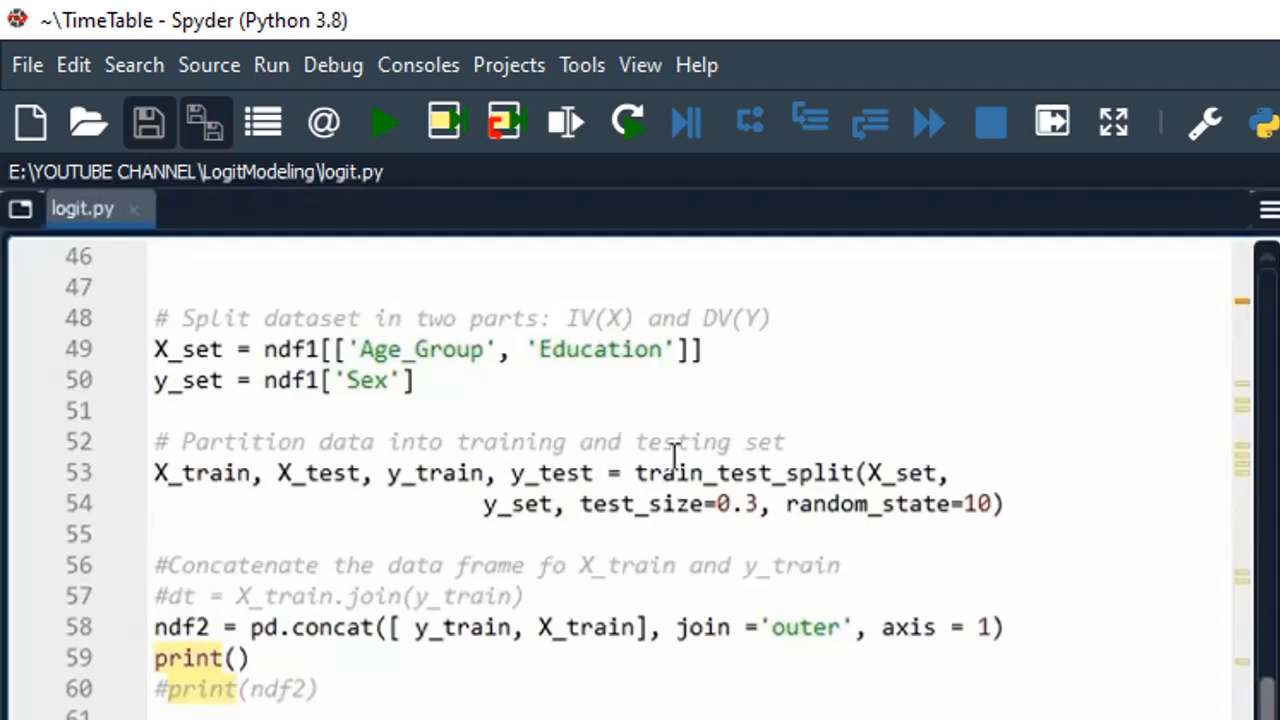 ~\TimeTable - Spyder (Python 3.8)
File Edit Search Source Run Debug Consoles Projects Tools View Help
E:\YOUTUBE CHANNEL\LogitModeling\logit.py
logit.py
46
47
48 # Split dataset in two parts: IV(X) and DV(Y)
49 X_set = ndf1[['Age_Group', 'Education']]
50 y_set = ndf1['Sex']
51
52 # Partition data into training and testing set
53 X_train, X_test, y_train, y_test = train_test_split(X_set,
54 y_set, test_size=0.3, random_state=10)
55
56 #Concatenate the data frame fo X_train and y_train
57 #dt = X_train.join(y_train)
58 ndf2 = pd.concat([ y_train, X_train], join ='outer', axis = 1)
59 print()
60 #print(ndf2)
61